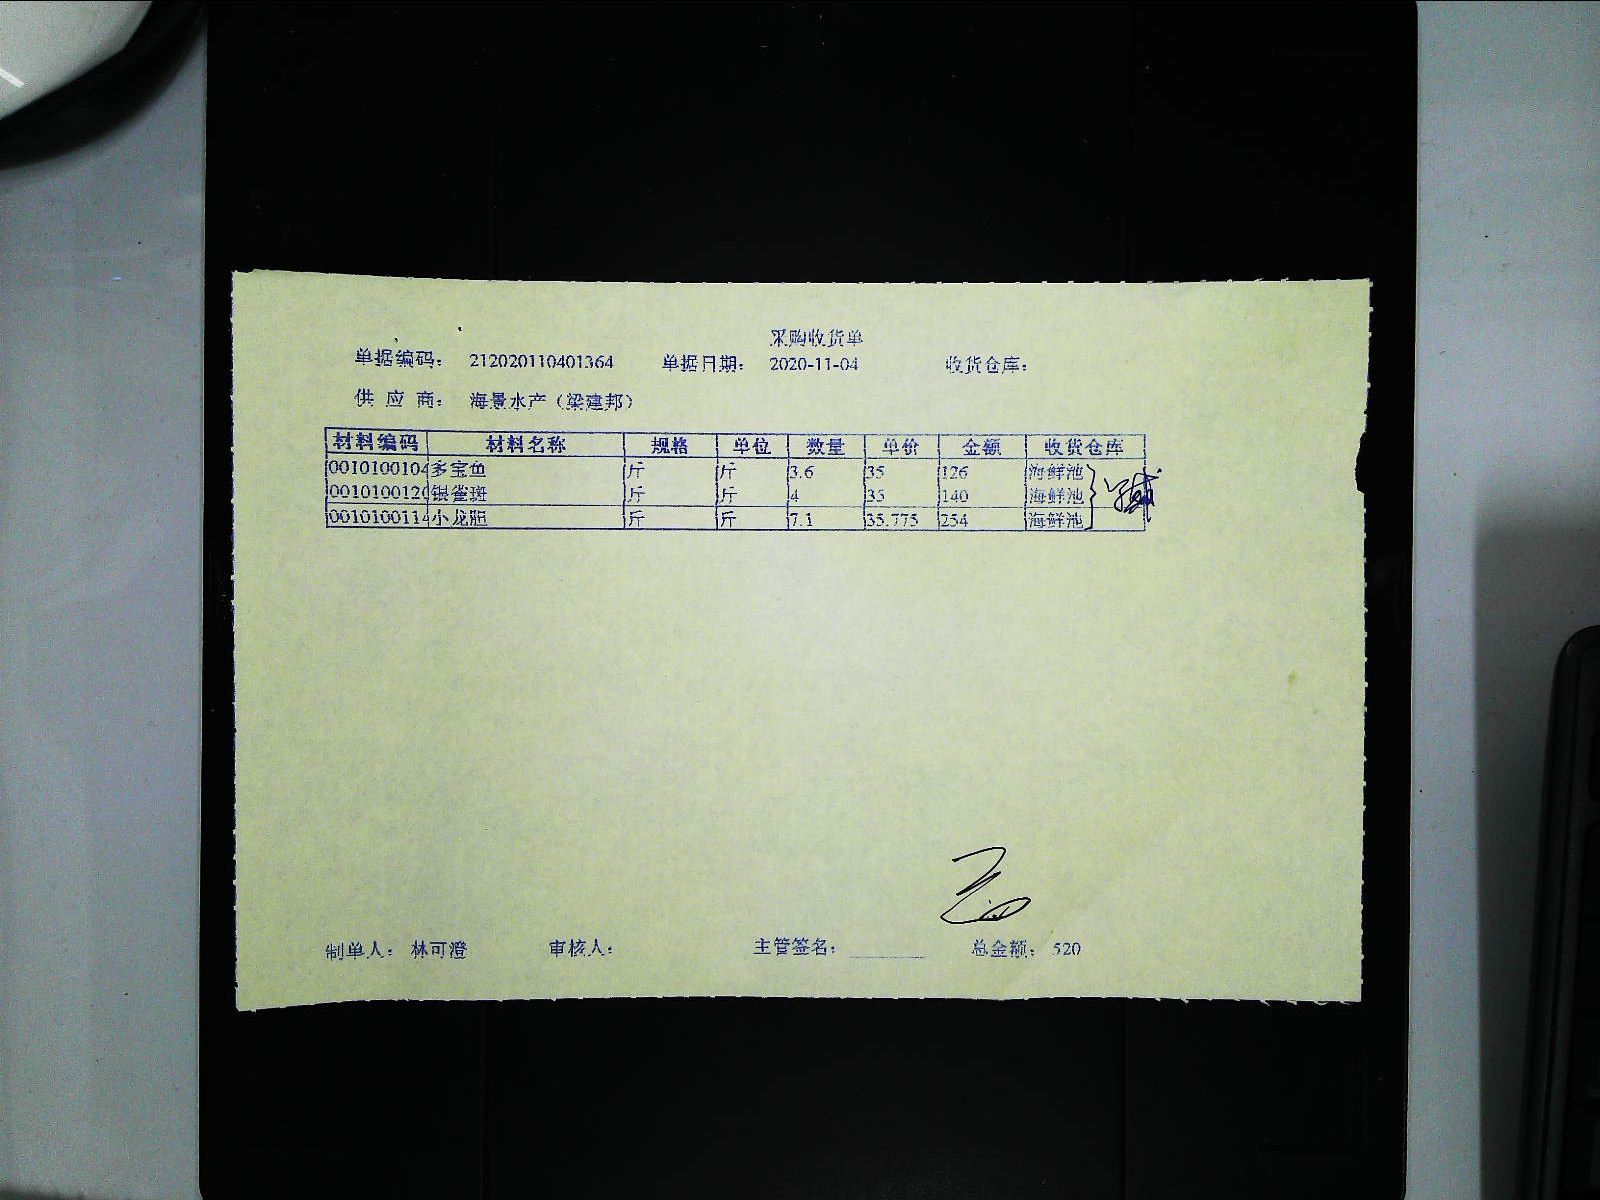 采购收货单
单据编码： 212020110401364 单据日期： 2020-11-04 收货仓库：
供 应 商： 海景水产（梁建邦）
材料编码 材料名称 规格 单位 数量 单价 金额 收货仓库
0010100104 多宝鱼 斤 斤 3.6 35 126 海鲜池
001010012 银雀斑 斤 斤 4 35 140 海鲜池
0010100114 小龙胆 斤 斤 7.1 35.775 254 海鲜池
制单人： 林可澄 审核人： 主管签名： 总金额： 520